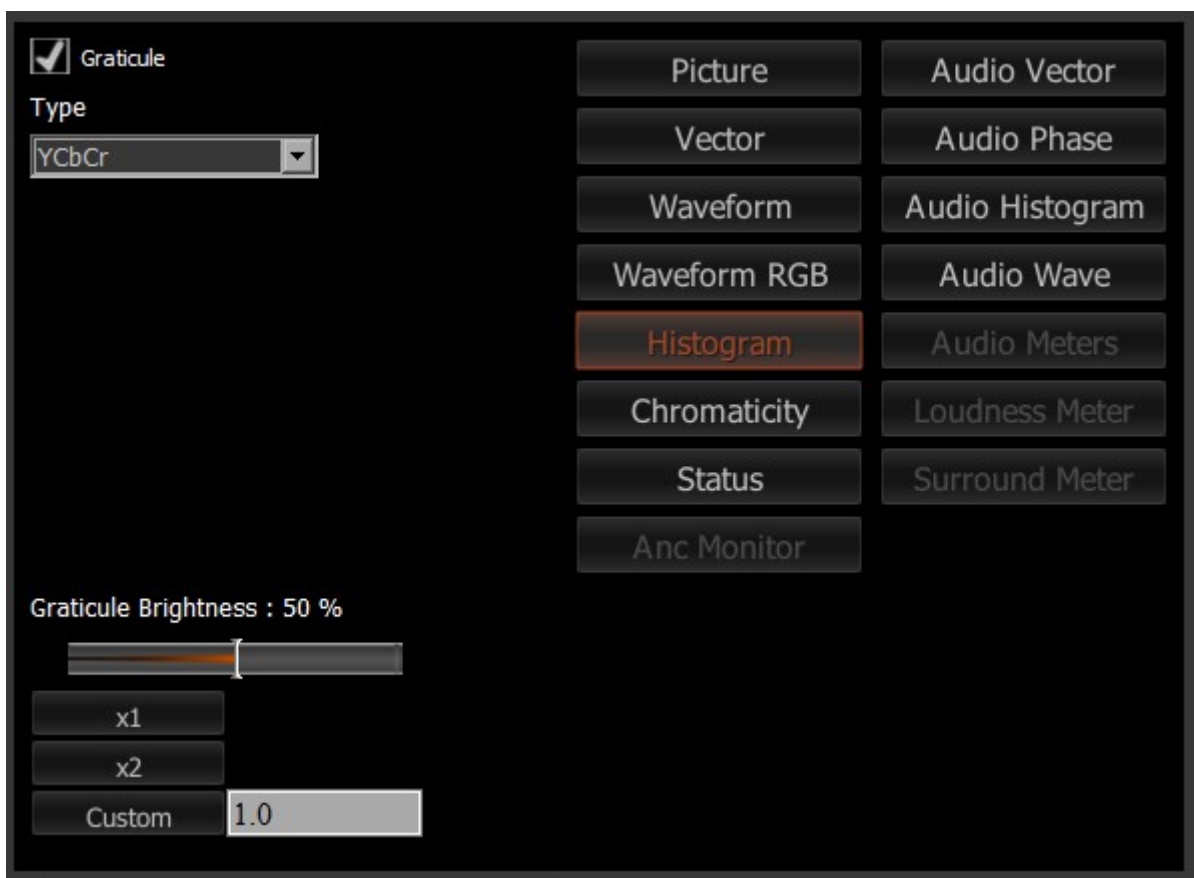 Graticule
Type
YCbCr
Graticule Brightness : 50 %
x1
x2
Custom 1.0
Picture
Vector
Waveform
Waveform RGB
Histogram
Chromaticity
Status
Anc Monitor
Audio Vector
Audio Phase
Audio Histogram
Audio Wave
Audio Meters
Loudness Meter
Surround Meter